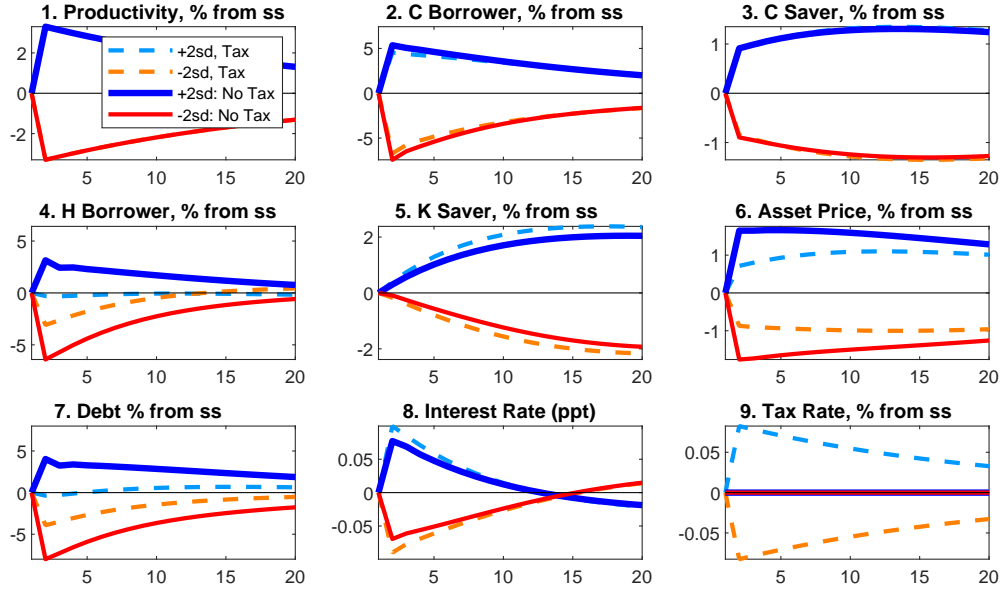 1. Productivity, % from ss
2
0
-2
5 10 15 20
+2sd, Tax
-2sd, Tax
+2sd: No Tax
-2sd: No Tax
2. C Borrower, % from ss
5
0
-5
5 10 15 20
3. C Saver, % from ss
1
0
-1
5 10 15 20
4. H Borrower, % from ss
5
0
-5
5 10 15 20
5. K Saver, % from ss
2
0
-2
5 10 15 20
6. Asset Price, % from ss
1
0
-1
5 10 15 20
7. Debt % from ss
5
0
-5
5 10 15 20
8. Interest Rate (ppt)
0.05
0
-0.05
5 10 15 20
9. Tax Rate, % from ss
0.05
0
-0.05
5 10 15 20